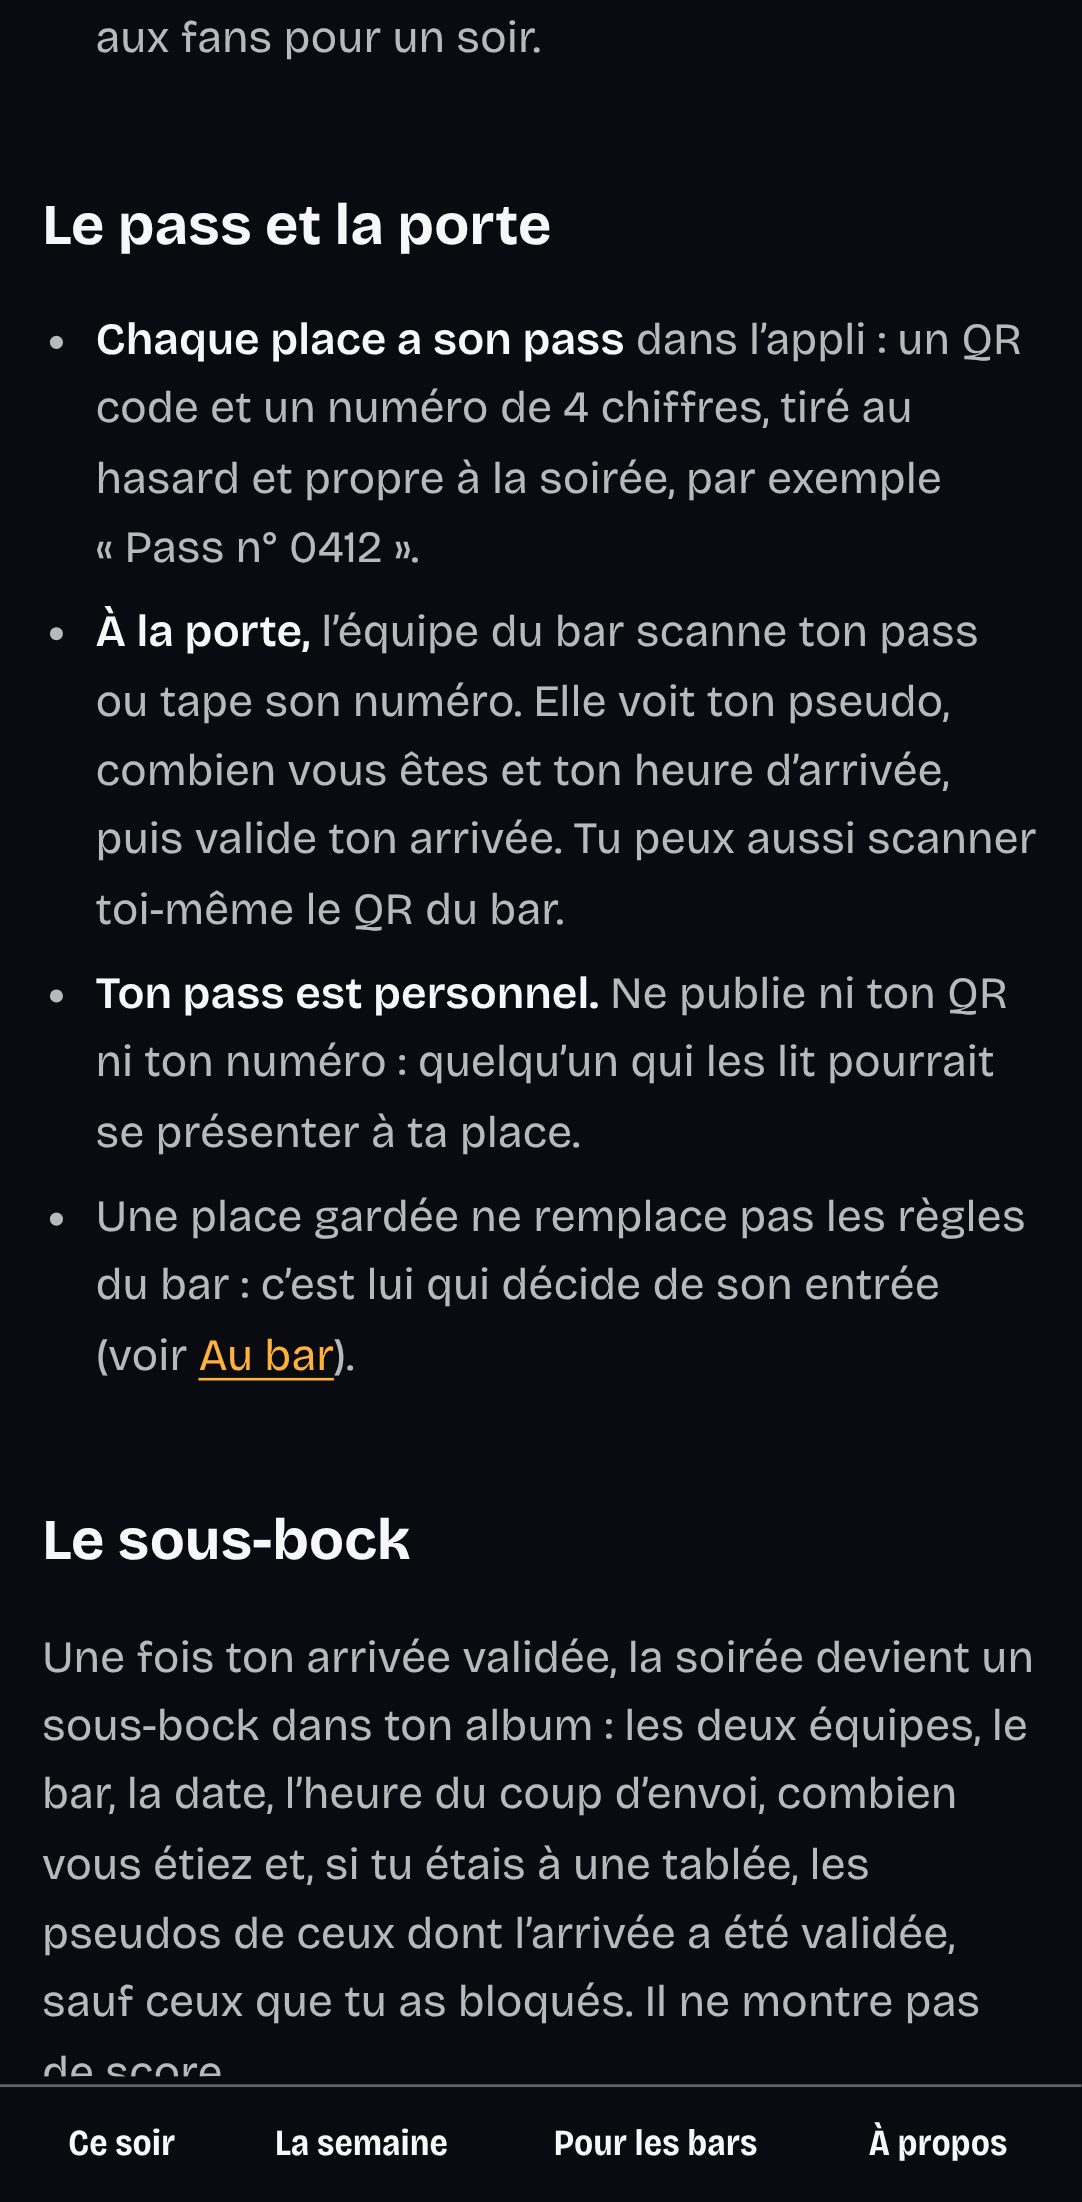 aux fans pour un soir.
Le pass et la porte
• Chaque place a son pass dans l’appli : un QR
code et un numéro de 4 chiffres, tiré au
hasard et propre à la soirée, par exemple
« Pass n° 0412 ».
• À la porte, l’équipe du bar scanne ton pass
ou tape son numéro. Elle voit ton pseudo,
combien vous êtes et ton heure d’arrivée,
puis valide ton arrivée. Tu peux aussi scanner
toi-même le QR du bar.
• Ton pass est personnel. Ne publie ni ton QR
ni ton numéro : quelqu’un qui les lit pourrait
se présenter à ta place.
• Une place gardée ne remplace pas les règles
du bar : c’est lui qui décide de son entrée
(voir Au bar).
Le sous-bock
Une fois ton arrivée validée, la soirée devient un
sous-bock dans ton album : les deux équipes, le
bar, la date, l’heure du coup d’envoi, combien
vous étiez et, si tu étais à une tablée, les
pseudos de ceux dont l’arrivée a été validée,
sauf ceux que tu as bloqués. Il ne montre pas
de score
Ce soir
La semaine
Pour les bars
À propos